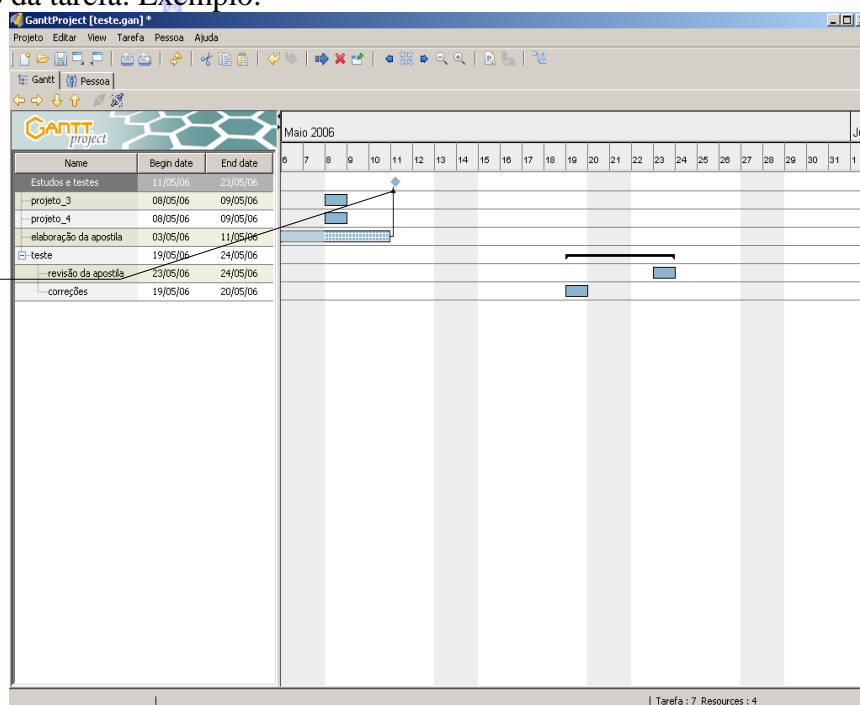 da tarefa. Exemplo:
GanttProject [teste.gan] *
Projeto Editar View Tarefa Pessoa Ajuda
Gantt Pessoa
GANTT project
Maio 2006
6 7 8 9 10 11 12 13 14 15 16 17 18 19 20 21 22 23 24 25 26 27 28 29 30 31 1
Name Begin date End date
Estudos e testes 11/05/06 23/05/06
projeto_3 08/05/06 09/05/06
projeto_4 08/05/06 09/05/06
elaboração da apostila 03/05/06 11/05/06
teste 19/05/06 24/05/06
revisão da apostila 23/05/06 24/05/06
correções 19/05/06 20/05/06
Tarefa : 7 Resources : 4